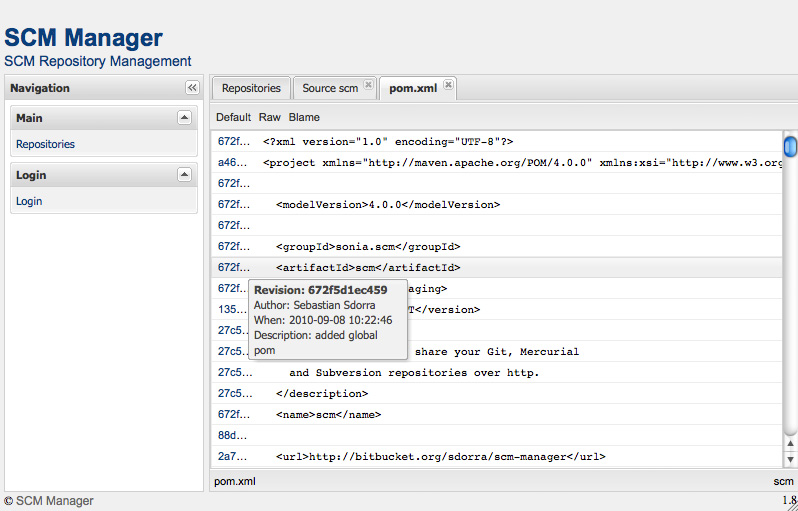 SCM Manager
SCM Repository Management
Navigation
Main
Repositories
Login
Login
Repositories Source scm pom.xml
Default Raw Blame
672f... <?xml version="1.0" encoding="UTF-8"?>
a46... <project xmlns="http://maven.apache.org/POM/4.0.0" xmlns:xsi="http://www.w3.org
672f...
672f... <modelVersion>4.0.0</modelVersion>
672f...
672f... <groupId>sonia.scm</groupId>
672f... <artifactId>scm</artifactId>
672f... aging>
135... T</version>
27c5...
27c5... share your Git, Mercurial
27c5... and Subversion repositories over http.
27c5... </description>
672f... <name>scm</name>
88d...
2a7... <url>http://bitbucket.org/sdorra/scm-manager</url>
Revision: 672f5d1ec459
Author: Sebastian Sdorra
When: 2010-09-08 10:22:46
Description: added global
pom
pom.xml scm
© SCM Manager 1.8